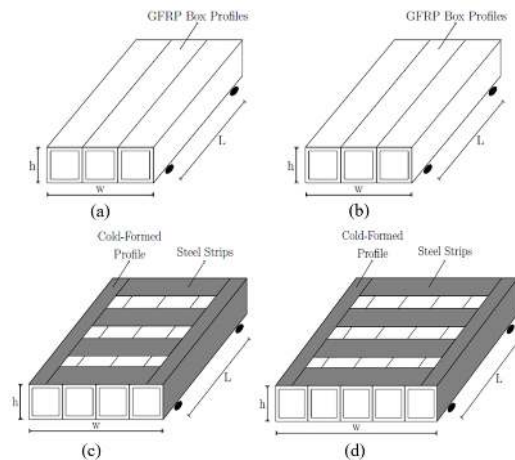 GFRP Box Profiles
GFRP Box Profiles
h
L
w
(a)
h
L
w
(b)
Cold-Formed
Profile
Steel Strips
Cold-Formed
Profile
Steel Strips
h
L
w
(c)
h
L
w
(d)